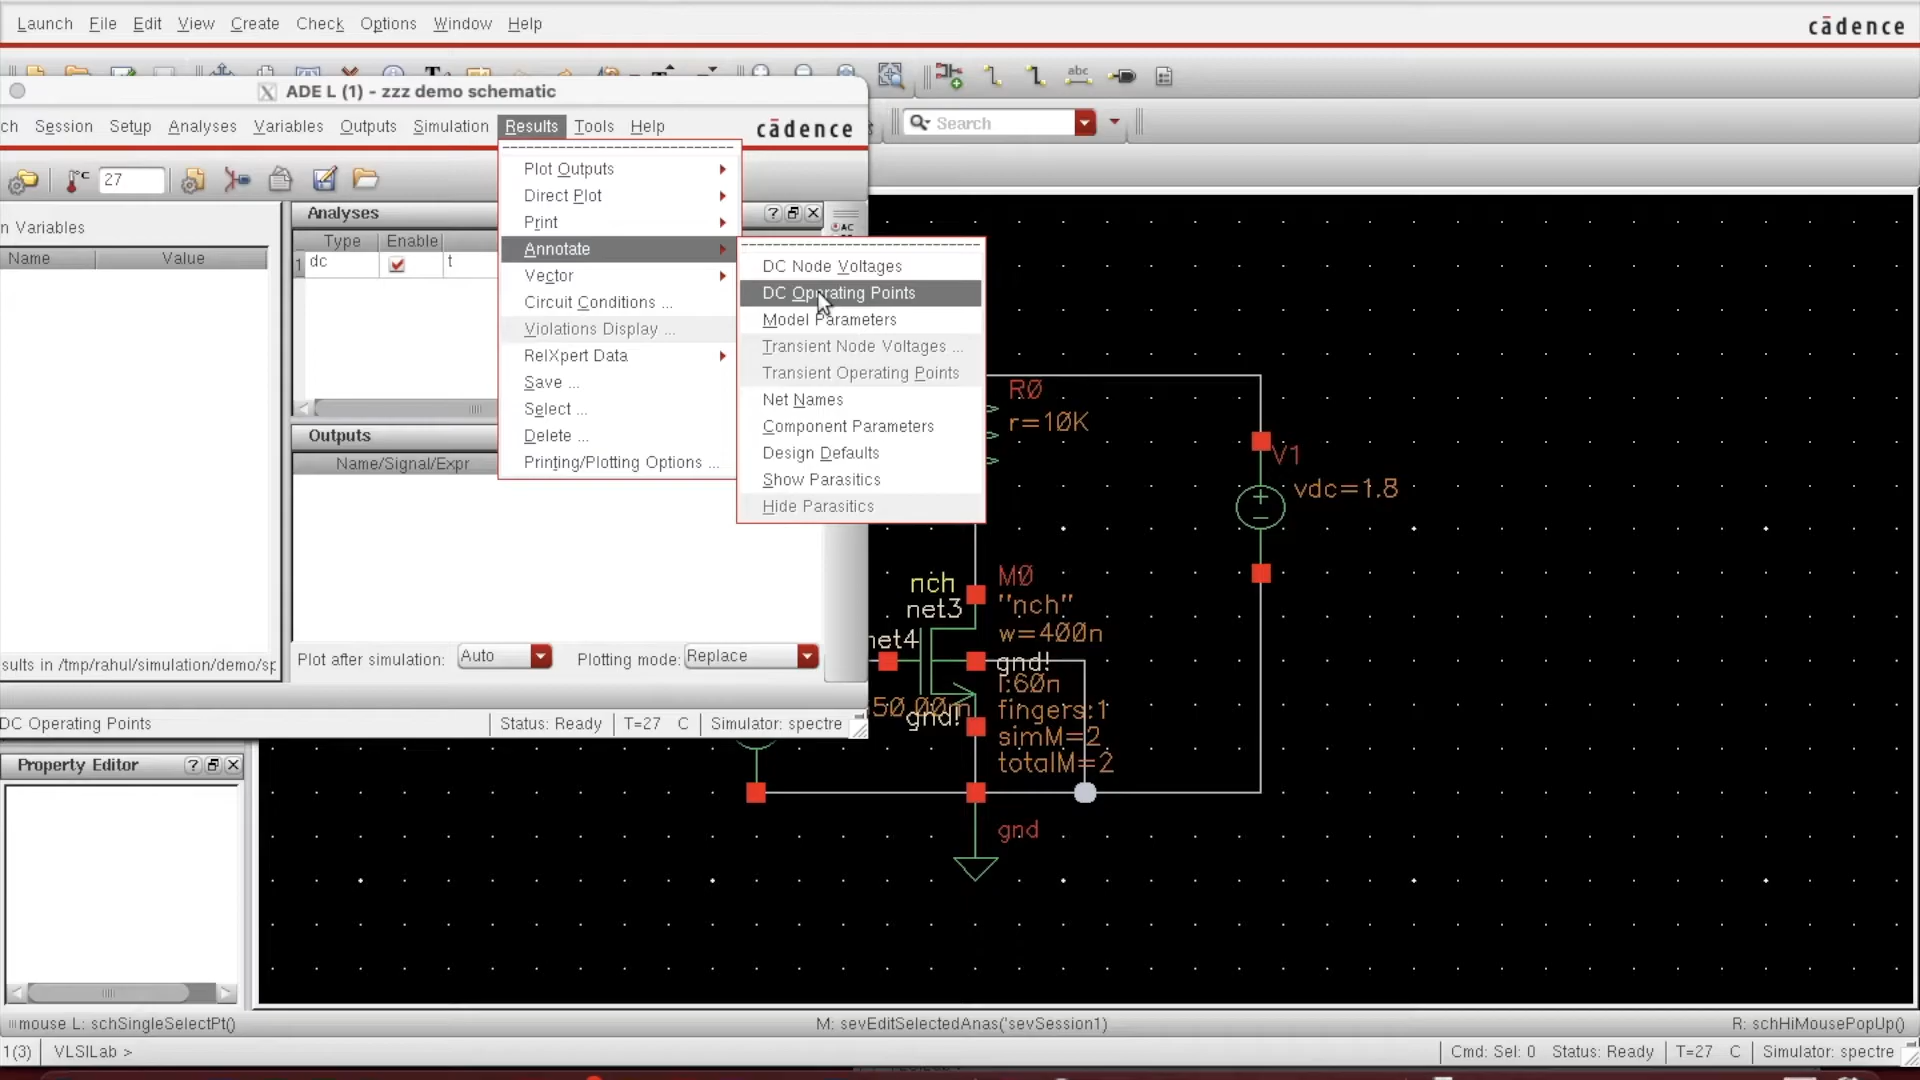 Launch File Edit View Create Check Options Window Help
cādence
ADE L (1) - zzz demo schematic
ch Session Setup Analyses Variables Outputs Simulation Results Tools Help
cādence
Search
27
n Variables
Name Value
Analyses
Type Enable
1 dc t
Outputs
Name/Signal/Expr
Plot Outputs
Direct Plot
Print
Annotate
Vector
Circuit Conditions ...
Violations Display ...
RelXpert Data
Save ...
Select ...
Delete ...
Printing/Plotting Options ...
AC
DC Node Voltages
DC Operating Points
Model Parameters
Transient Node Voltages ...
Transient Operating Points
Net Names
Component Parameters
Design Defaults
Show Parasitics
Hide Parasitics
sults in /tmp/rahul/simulation/demo/sp
Plot after simulation: Auto Plotting mode: Replace
DC Operating Points Status: Ready T=27 C Simulator: spectre
R0
r=10K
V1
vdc=1.8
nch
net3
net4
M0
"nch"
w=400n
gnd!
l:60n
fingers:1
simM=2
totalM=2
50.00m
gnd!
gnd
Property Editor
mouse L: schSingleSelectPt()
M: sevEditSelectedAnas('sevSession1)
R: schHiMousePopUp()
1(3) VLSILab >
Cmd: Sel: 0 Status: Ready T=27 C Simulator: spectre